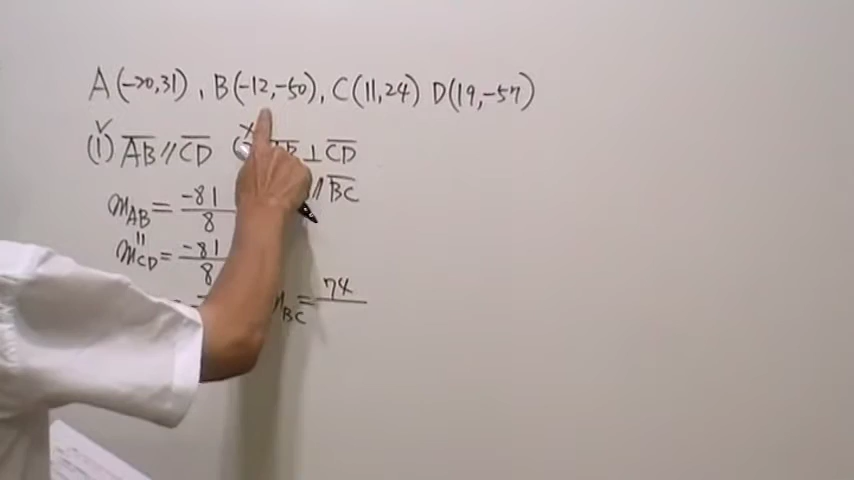 A(-20,31), B(-12,-50), C(11,24) D(19,-57)
(1) AB // CD ( ⊥ CD
// BC
m_AB = -81/8
m_CD = -81/8
= BC = 74